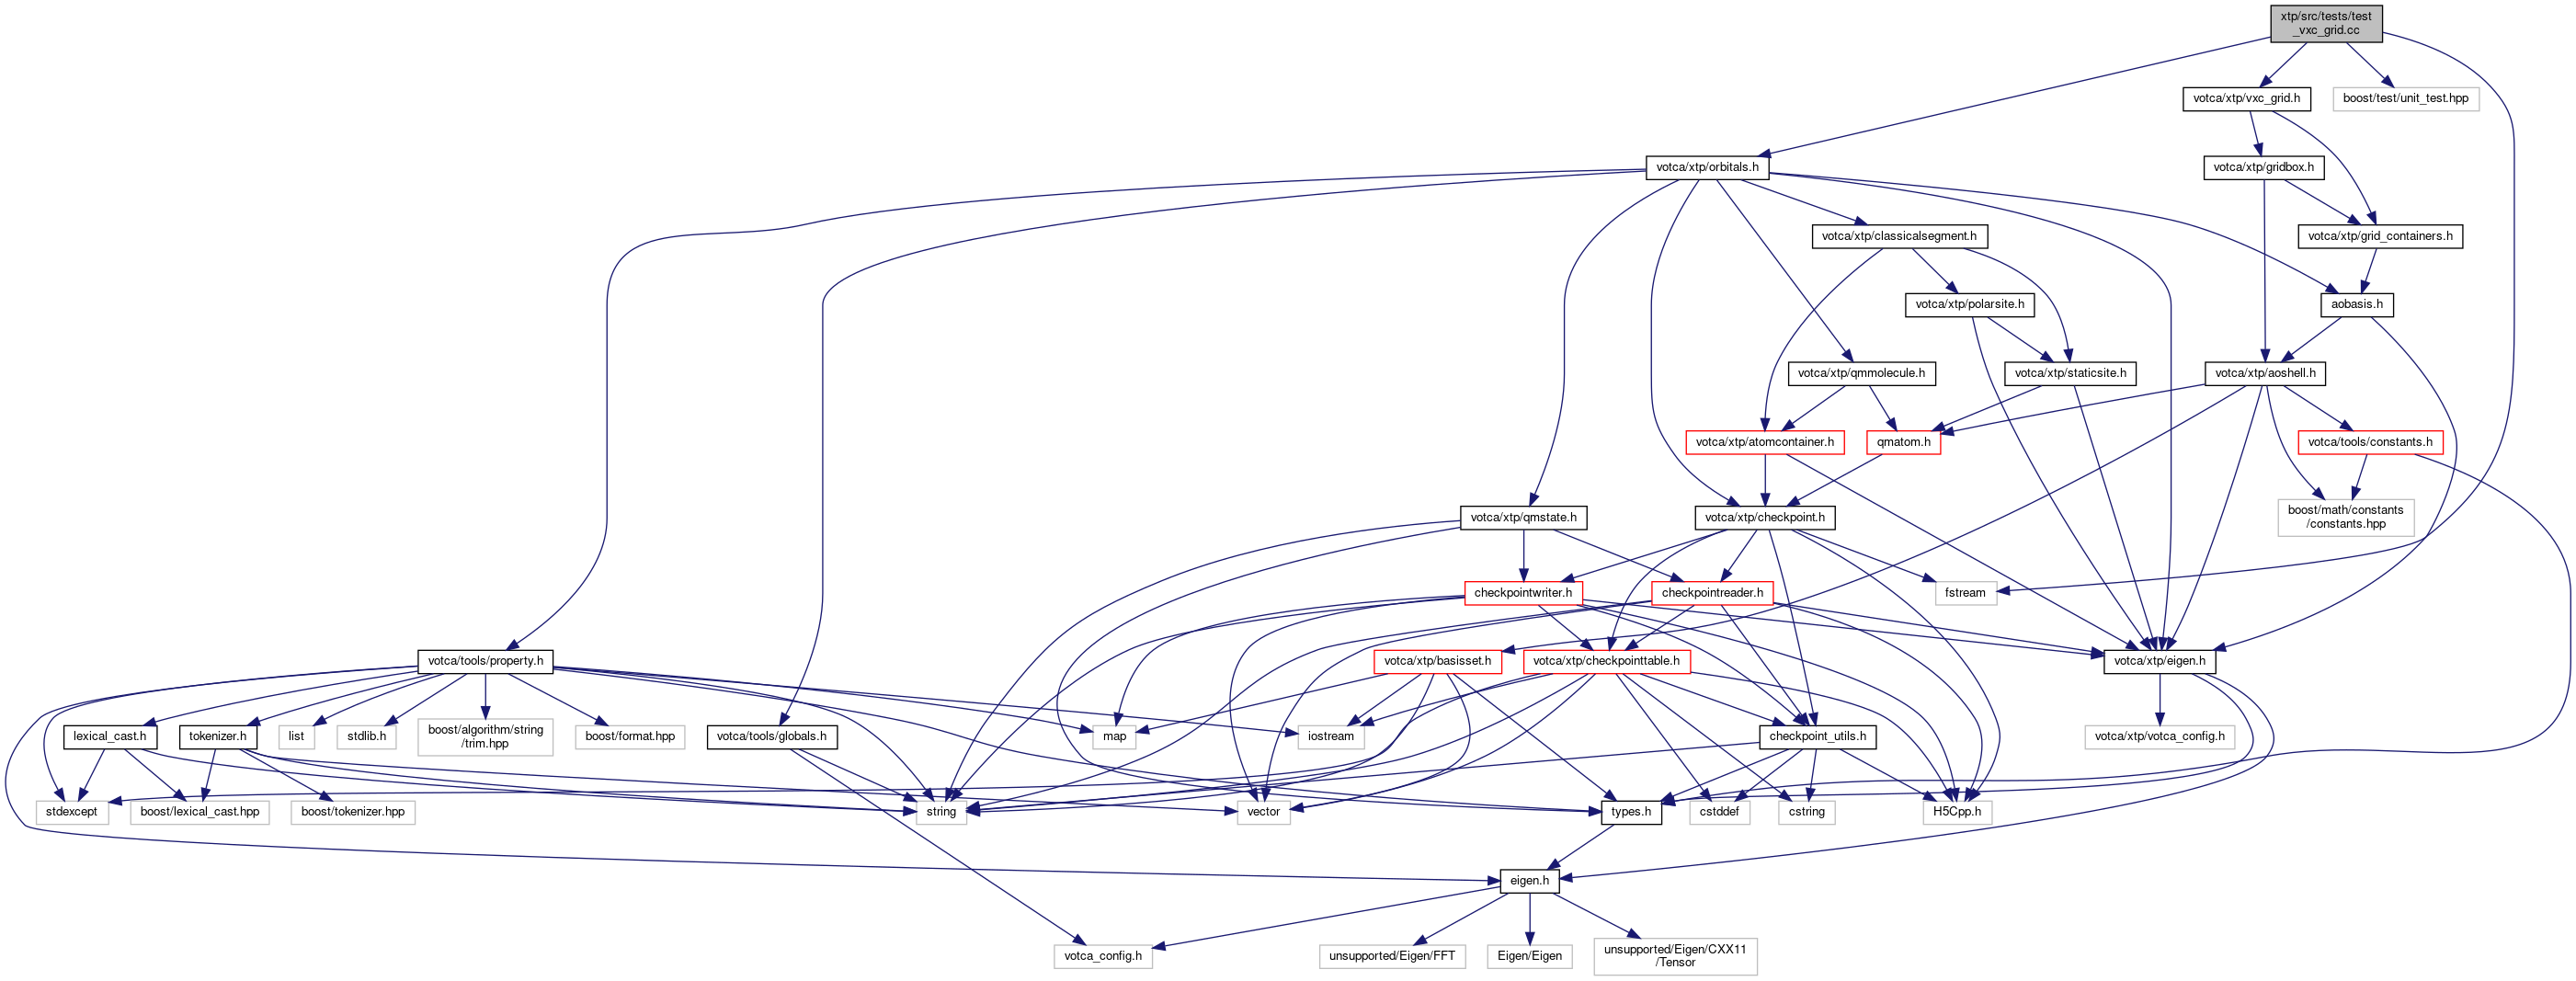 xtp/src/tests/test
_vxc_grid.cc
votca/xtp/vxc_grid.h
boost/test/unit_test.hpp
votca/xtp/orbitals.h
votca/xtp/gridbox.h
votca/xtp/classicalsegment.h
votca/xtp/grid_containers.h
votca/xtp/polarsite.h
aobasis.h
votca/xtp/qmmolecule.h
votca/xtp/staticsite.h
votca/xtp/aoshell.h
votca/xtp/atomcontainer.h
qmatom.h
votca/tools/constants.h
votca/xtp/qmstate.h
votca/xtp/checkpoint.h
boost/math/constants
/constants.hpp
checkpointwriter.h
checkpointreader.h
fstream
votca/tools/property.h
votca/xtp/basisset.h
votca/xtp/checkpointtable.h
votca/xtp/eigen.h
lexical_cast.h
tokenizer.h
list
stdlib.h
boost/algorithm/string
/trim.hpp
boost/format.hpp
votca/tools/globals.h
map
iostream
checkpoint_utils.h
votca/xtp/votca_config.h
stdexcept
boost/lexical_cast.hpp
boost/tokenizer.hpp
string
vector
types.h
cstddef
cstring
H5Cpp.h
eigen.h
votca_config.h
unsupported/Eigen/FFT
Eigen/Eigen
unsupported/Eigen/CXX11
/Tensor